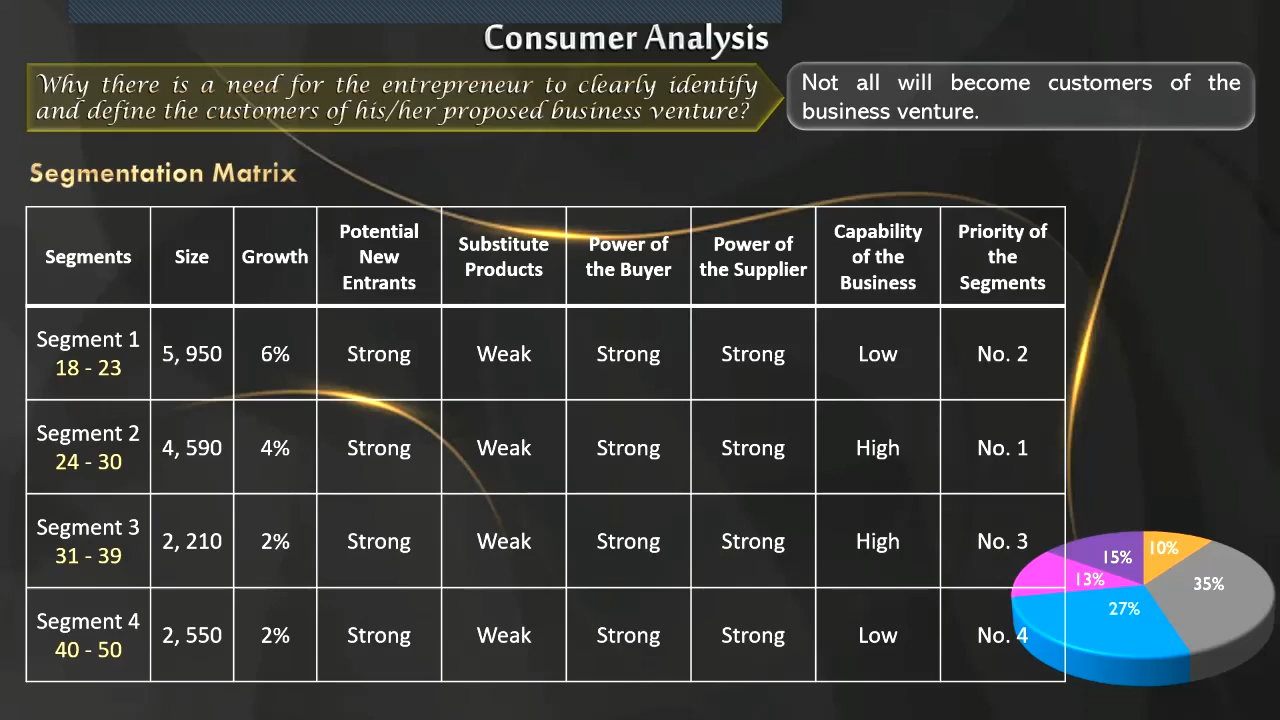 Consumer Analysis
Why there is a need for the entrepreneur to clearly identify
and define the customers of his/her proposed business venture?
Not all will become customers of the
business venture.
Segmentation Matrix
Segments Size Growth Potential New Entrants Substitute Products Power of the Buyer Power of the Supplier Capability of the Business Priority of the Segments
Segment 1 18 - 23 5, 950 6% Strong Weak Strong Strong Low No. 2
Segment 2 24 - 30 4, 590 4% Strong Weak Strong Strong High No. 1
Segment 3 31 - 39 2, 210 2% Strong Weak Strong Strong High No. 3
Segment 4 40 - 50 2, 550 2% Strong Weak Strong Strong Low No. 4
15% 10%
13% 35%
27%